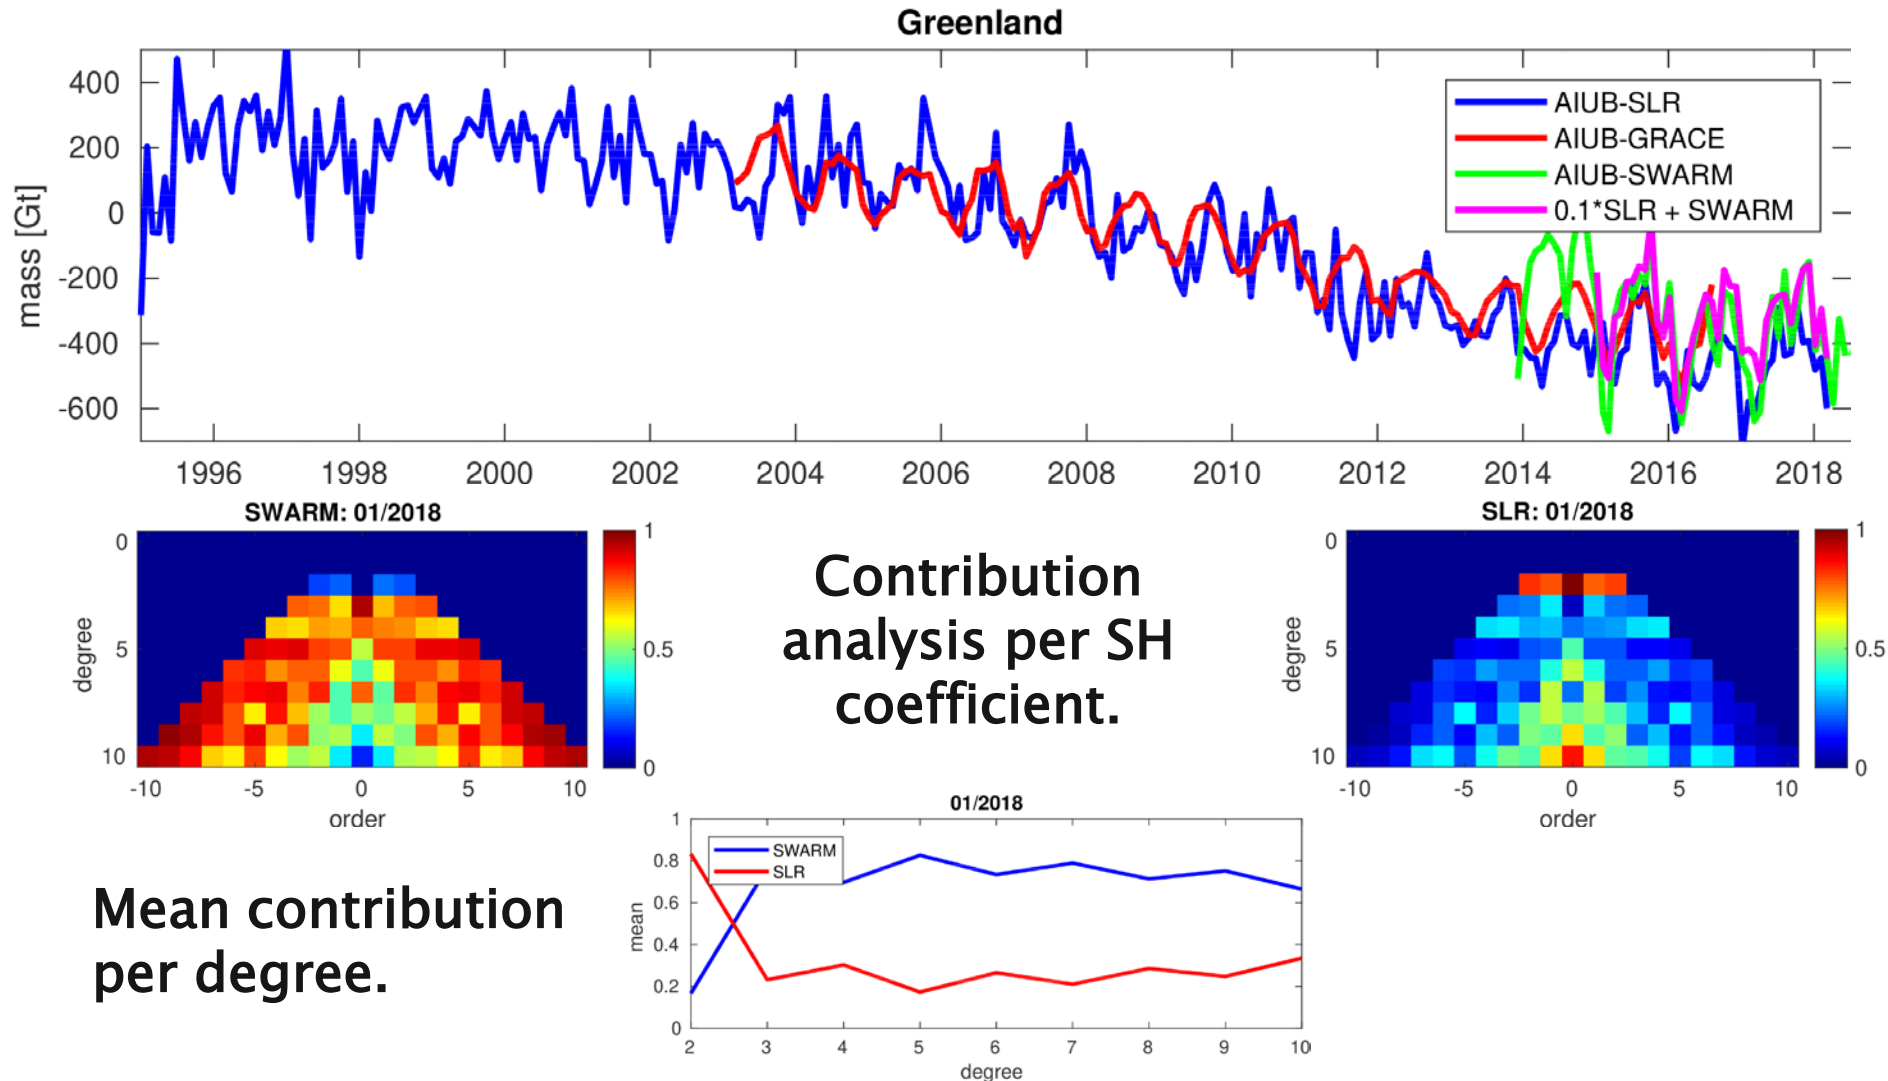 Greenland
mass [Gt]
400
200
0
-200
-400
-600
AIUB-SLR
AIUB-GRACE
AIUB-SWARM
0.1*SLR + SWARM
1996 1998 2000 2002 2004 2006 2008 2010 2012 2014 2016 2018
SWARM: 01/2018
degree
0
5
10
-10 -5 0 5 10
order
1
0.5
0
Contribution
analysis per SH
coefficient.
SLR: 01/2018
degree
0
5
10
-10 -5 0 5 10
order
1
0.5
0
Mean contribution
per degree.
01/2018
mean
1
0.8
0.6
0.4
0.2
0
SWARM
SLR
2 3 4 5 6 7 8 9 10
degree